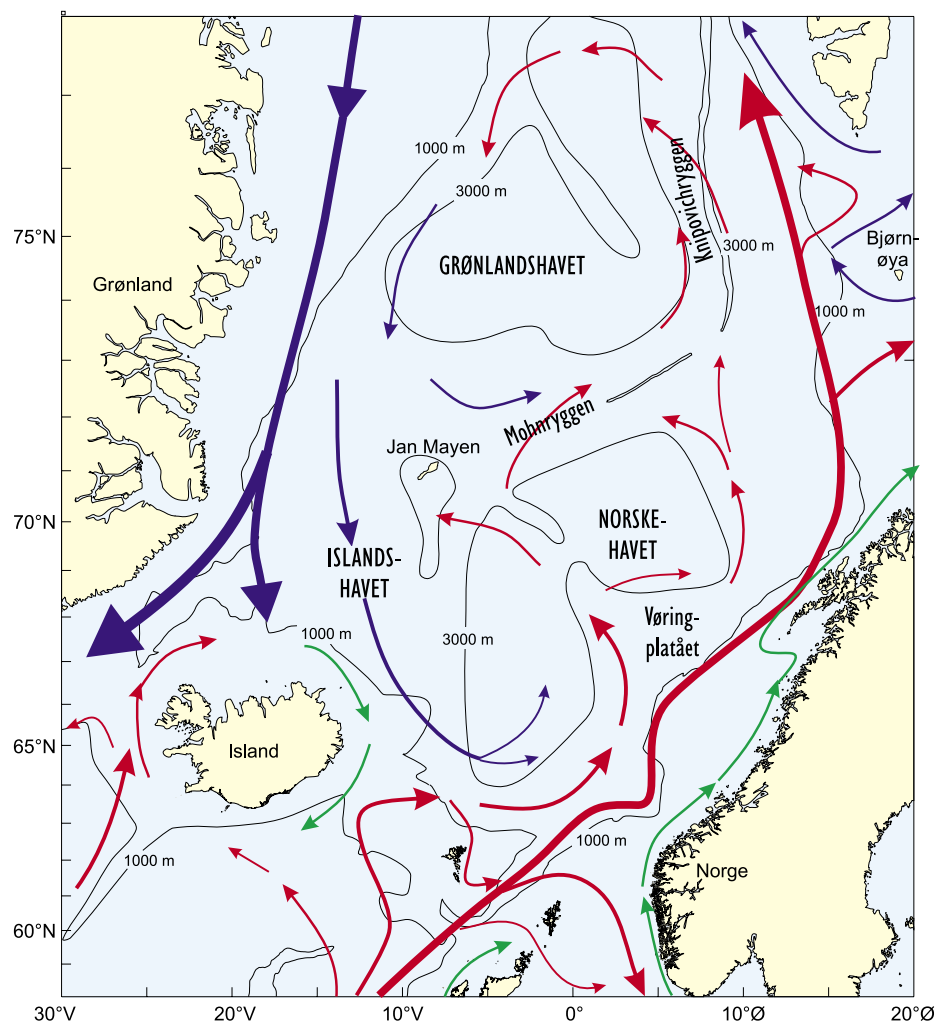 1000 m
3000 m
Knipovichryggen
75°N
3000 m
Bjørn-
øya
GRØNLANDSHAVET
Grønland
1000 m
Mohnryggen
Jan Mayen
70°N
NORSKE-
HAVET
ISLANDS-
HAVET
Vøring-
platået
1000 m
3000 m
65°N
Island
1000 m
1000 m
Norge
60°N
30°V
20°V
10°V
0°
10°Ø
20°Ø